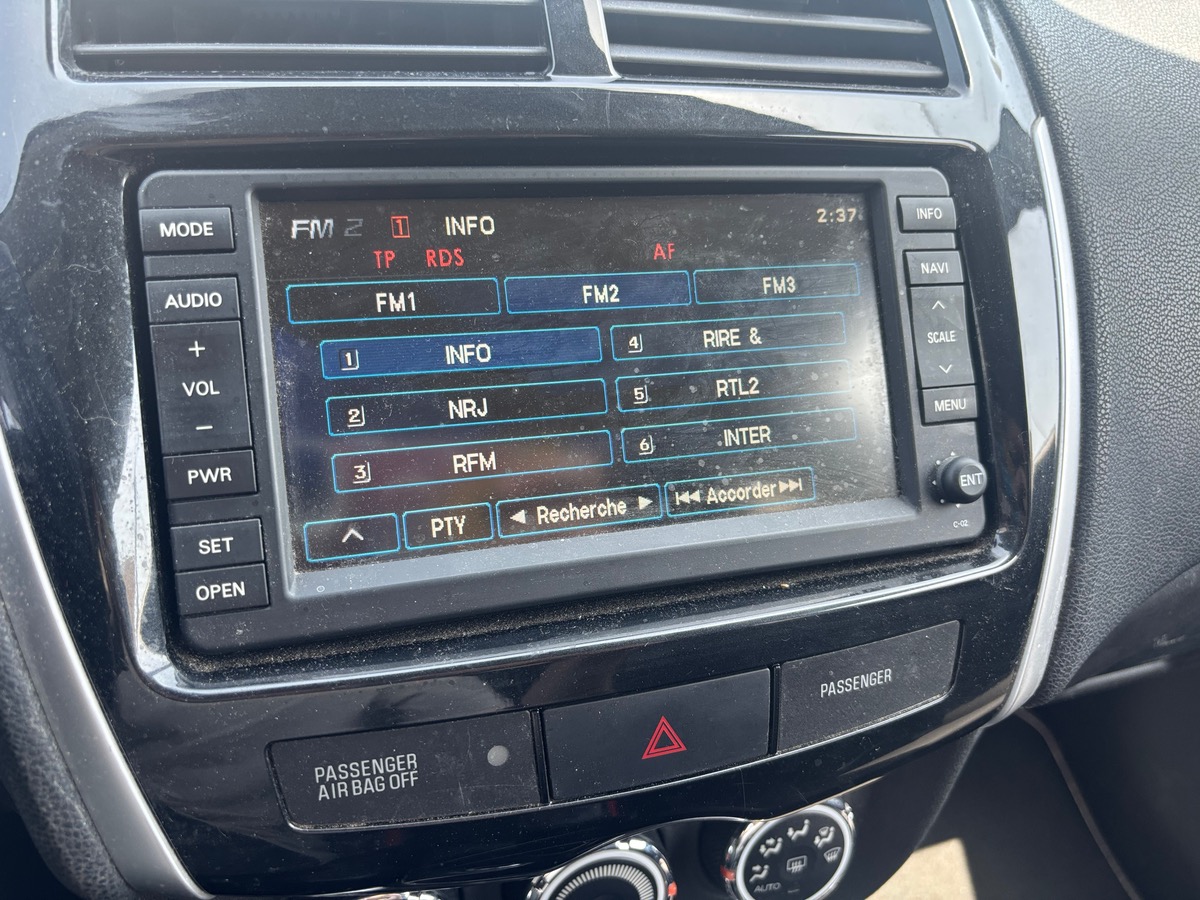 FM 2 1 INFO 2:37
TP RDS AF
FM1 FM2 FM3
1 INFO 4 RIRE &
2 NRJ 5 RTL2
3 RFM 6 INTER
PTY ◀ Recherche ▶ I◀◀ Accorder ▶▶I
MODE
AUDIO
+
VOL
−
PWR
SET
OPEN
INFO
NAVI
SCALE
MENU
ENT
C-02
PASSENGER
AIR BAG OFF
PASSENGER
AUTO